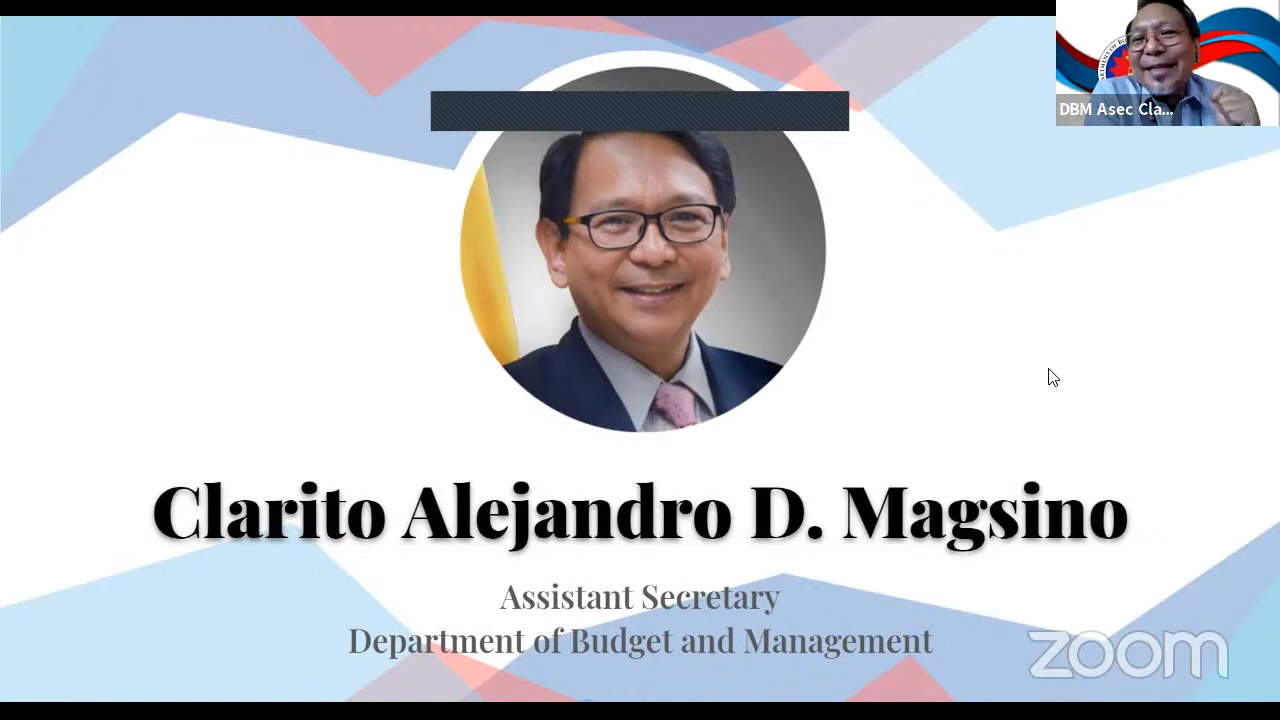 DBM Asec Cla...
Clarito Alejandro D. Magsino
Assistant Secretary
Department of Budget and Management
zoom